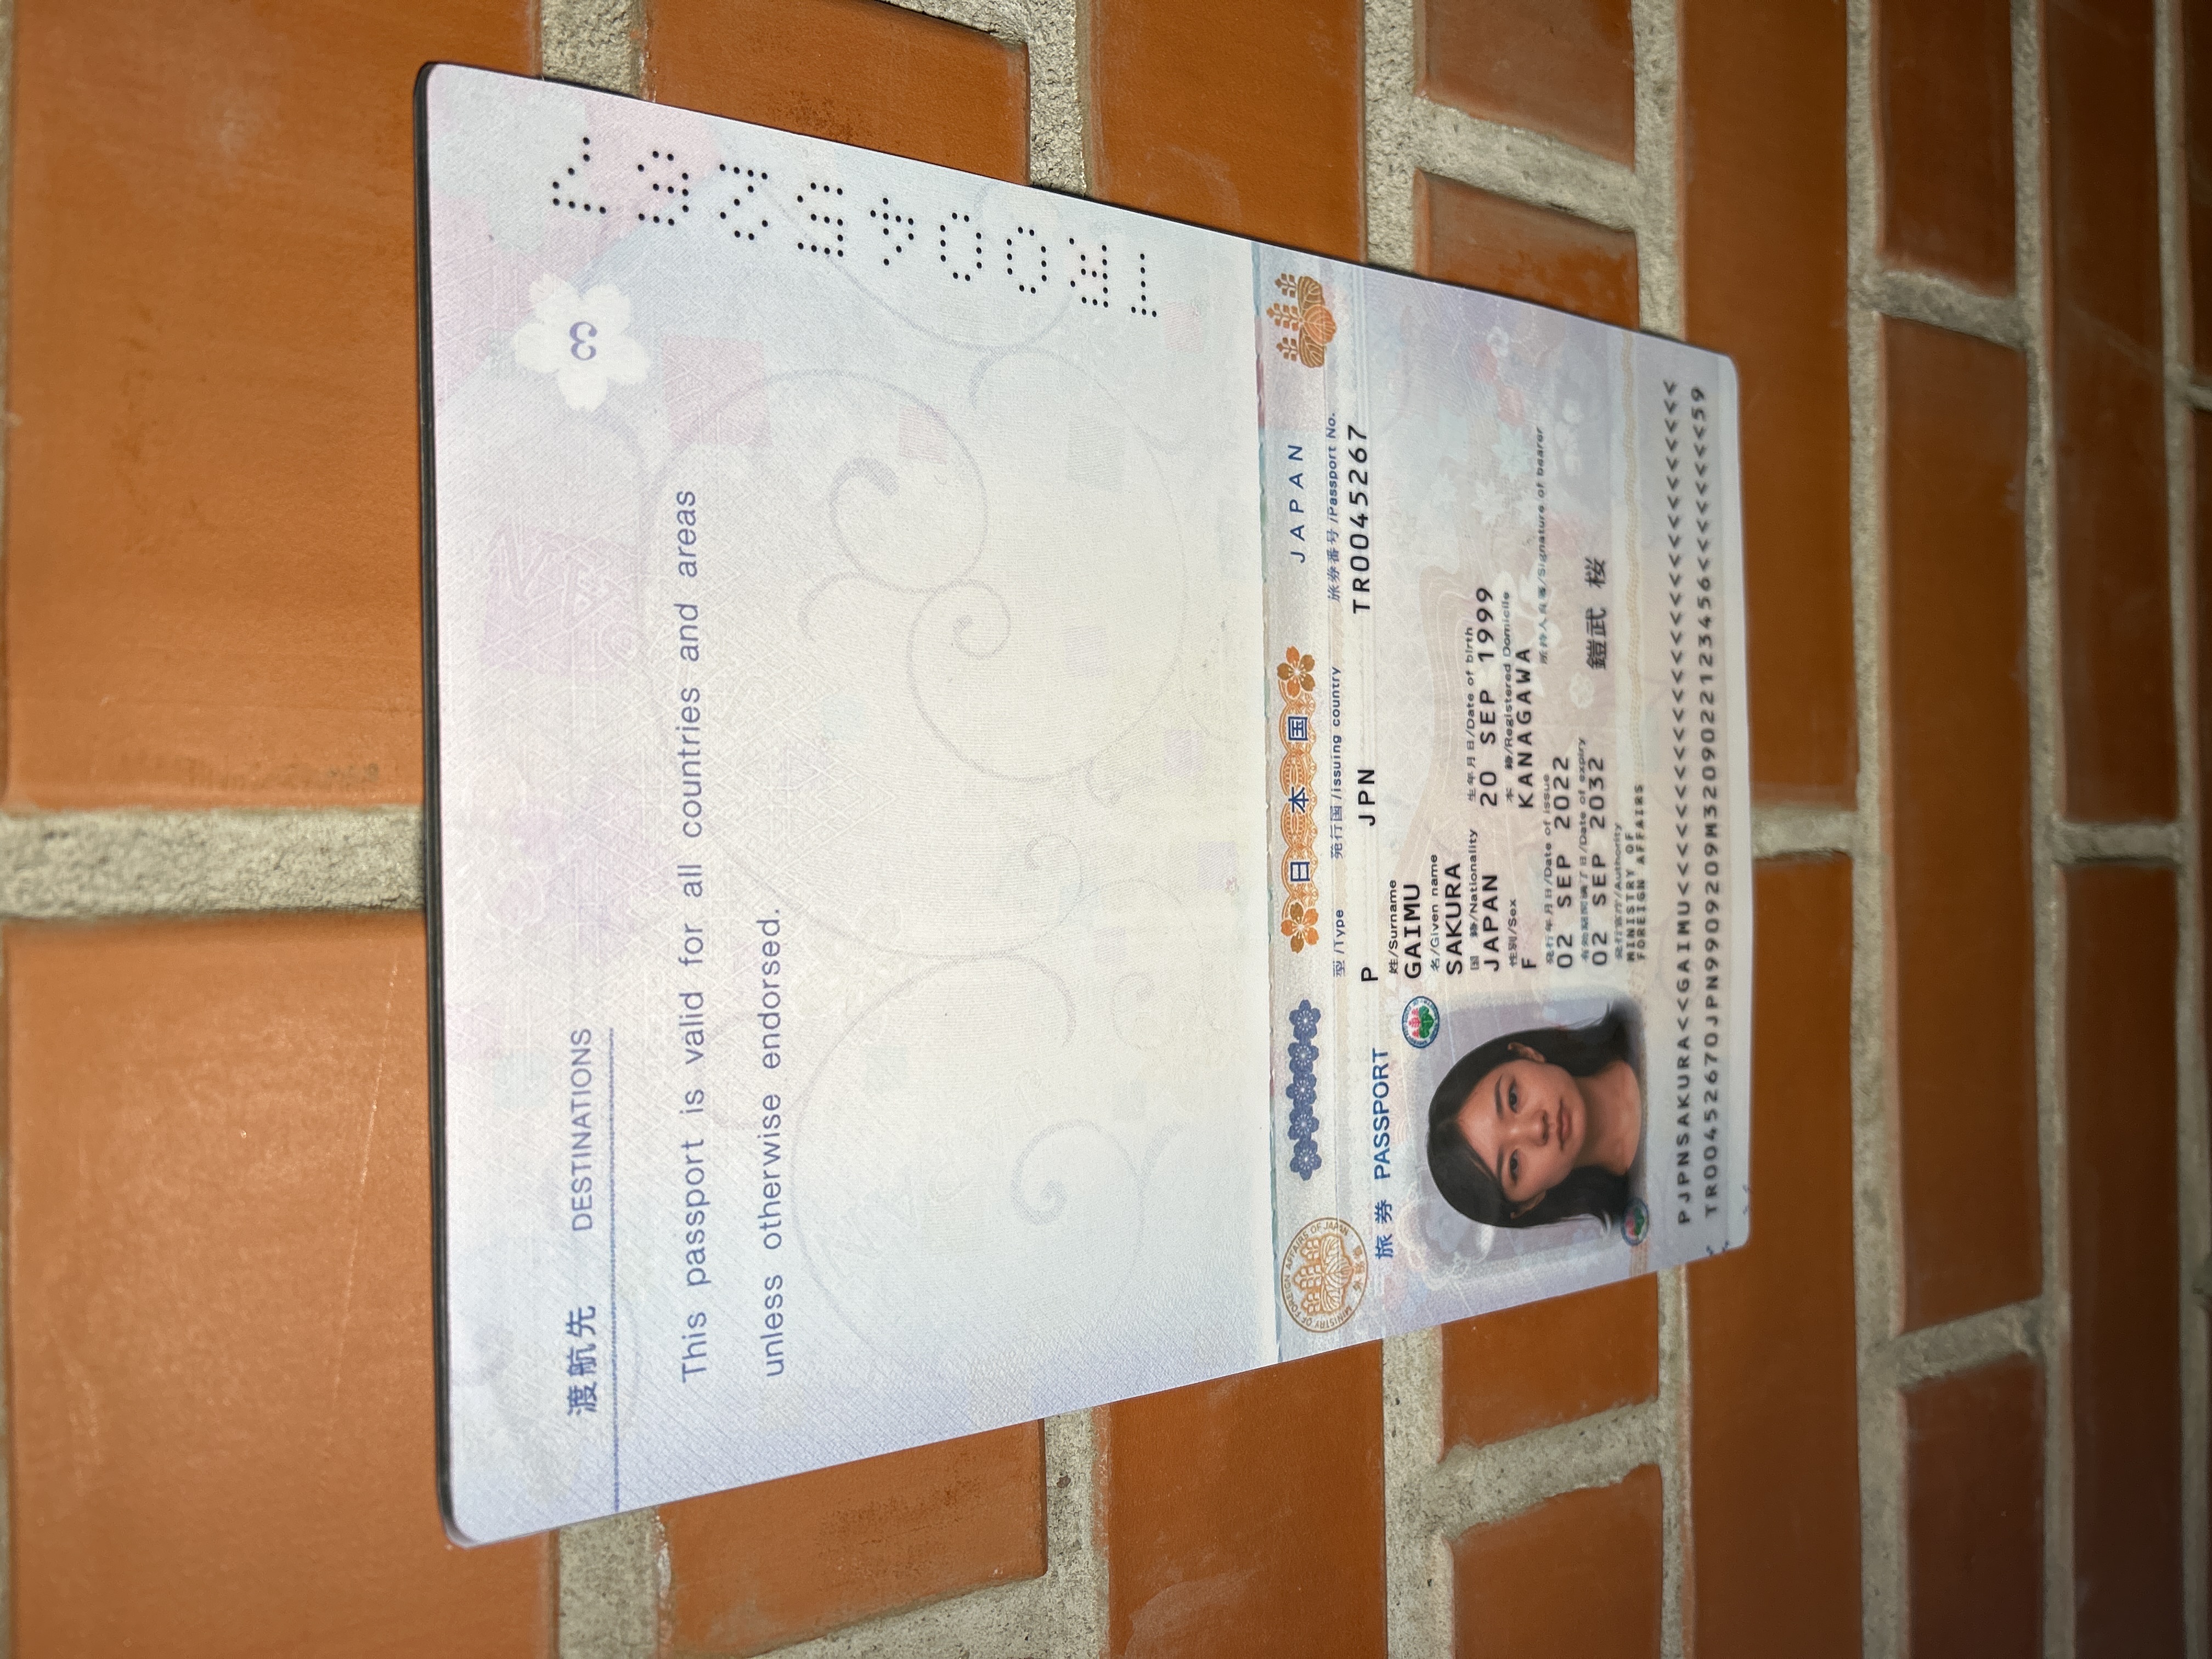 渡航先 DESTINATIONS
3
This passport is valid for all countries and areas
unless otherwise endorsed.
TR0045267
MINISTRY OF FOREIGN AFFAIRS OF JAPAN
外務省
日本国 JAPAN
型/Type 発行国/Issuing country 旅券番号/Passport No.
旅券 PASSPORT P JPN TR0045267
姓/Surname
GAIMU
名/Given name
SAKURA
国 籍/Nationality 生年月日/Date of birth
JAPAN 20 SEP 1999
性別/Sex 本 籍/Registered Domicile
F KANAGAWA
発行年月日/Date of issue 所持人自署/Signature of bearer
02 SEP 2022
有効期間満了日/Date of expiry
02 SEP 2032 鎧武 桜
発行官庁/Authority
MINISTRY OF
FOREIGN AFFAIRS
PJPNSAKURA<<GAIMU<<<<<<<<<<<<<<<<<<<<<<<<<<<
TR00452670JPN9909209M3209022123456<<<<<<<<59